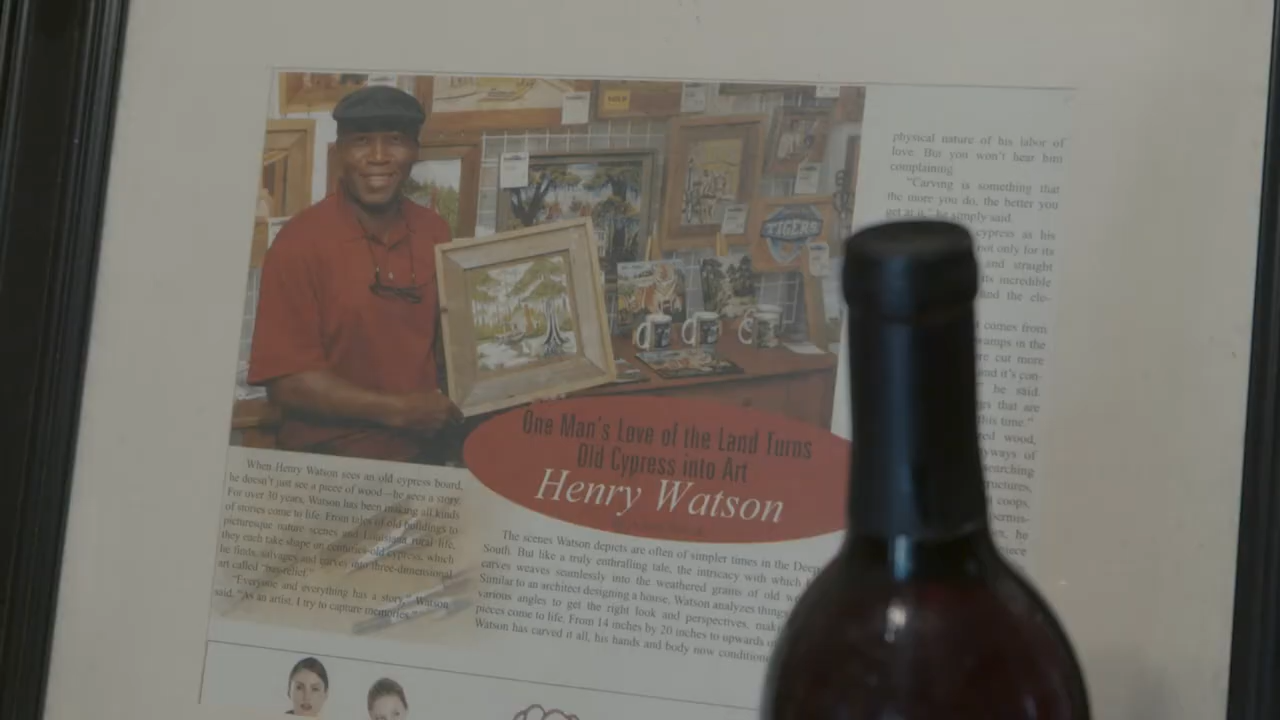 SOLD
TIGERS
One Man's Love of the Land Turns
Old Cypress into Art
Henry Watson
When Henry Watson sees an old cypress board,
he doesn't just see a piece of wood—he sees a story.
For over 30 years, Watson has been making all kinds
of stories come to life. From tales of old buildings to
picturesque nature scenes and Louisiana rural life,
they each take shape on centuries-old cypress, which
he finds, salvages and carves into three-dimensional
art called "bas-relief."
"Everyone and everything has a story," Watson
said. "As an artist, I try to capture memories."
The scenes Watson depicts are often of simpler times in the Deep
South. But like a truly enthralling tale, the intricacy with which
carves weaves seamlessly into the weathered grains of old
Similar to an architect designing a house, Watson analyzes things
various angles to get the right look and perspectives,
pieces come to life. From 14 inches by 20 inches to upwards
Watson has carved it all, his hands and body now
physical nature of his labor of
love. But you won't hear him
complaining.
"Carving is something that
the more you do, the better you
get at it," he simply said.
cypress as his
not only for its
and straight
its incredible
and the ele-
comes from
swamps in the
cut more
and it's con-
he said.
that are
this time."
wood,
searching
coops,
he